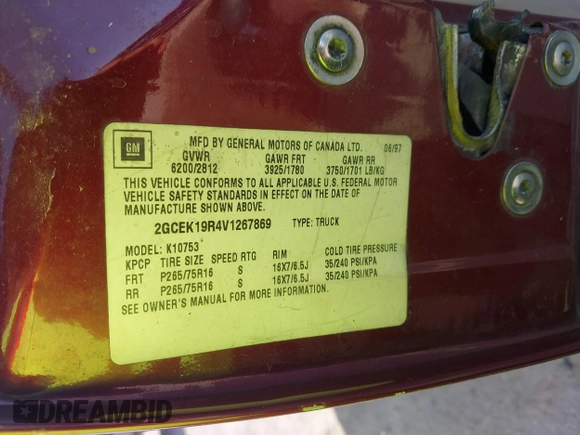 GM
MFD BY GENERAL MOTORS OF CANADA LTD. 06/97
GVWR GAWR FRT GAWR RR
6200/2812 3925/1780 3750/1701 LB/KG
THIS VEHICLE CONFORMS TO ALL APPLICABLE U.S. FEDERAL MOTOR
VEHICLE SAFETY STANDARDS IN EFFECT ON THE DATE OF
MANUFACTURE SHOWN ABOVE.
2GCEK19R4V1267869 TYPE: TRUCK
MODEL: K10753
KPCP TIRE SIZE SPEED RTG RIM COLD TIRE PRESSURE
FRT P265/75R16 S 16X7/6.5J 35/240 PSI/KPA
RR P265/75R16 S 16X7/6.5J 35/240 PSI/KPA
SEE OWNER'S MANUAL FOR MORE INFORMATION.
DREAMBID